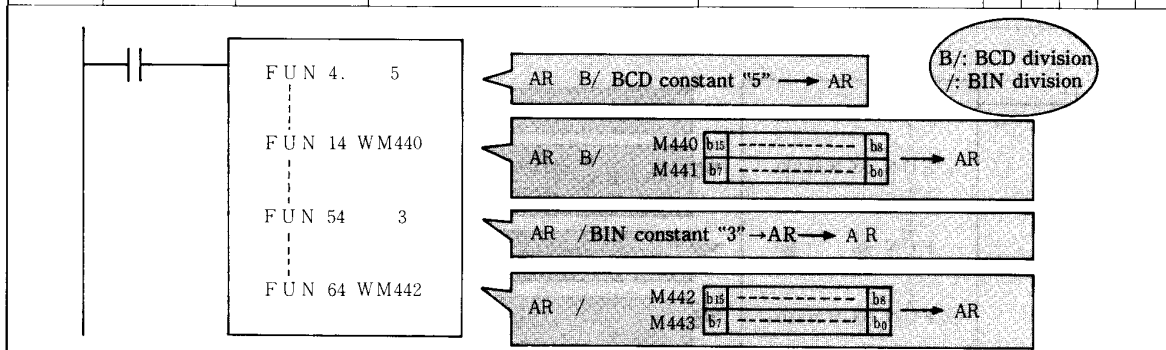 FUN 4. 5
AR B/ BCD constant "5" → AR
B/: BCD division
/: BIN division
FUN 14 WM440
AR B/ M440 b15 b8 → AR
M441 b7 b0
FUN 54 3
AR /BIN constant "3"→AR→ A R
FUN 64 WM442
AR / M442 b15 b8 → AR
M443 b7 b0